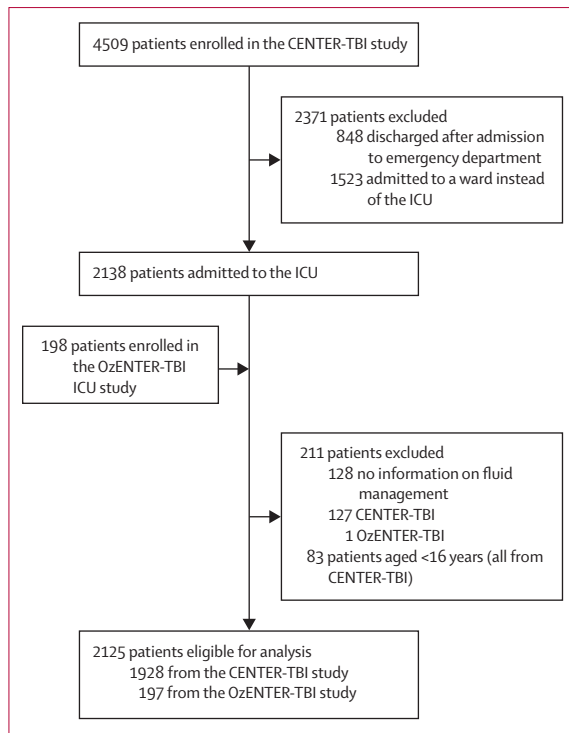 4509 patients enrolled in the CENTER-TBI study
2371 patients excluded
848 discharged after admission
to emergency department
1523 admitted to a ward instead
of the ICU
2138 patients admitted to the ICU
198 patients enrolled in
the OzENTER-TBI
ICU study
211 patients excluded
128 no information on fluid
management
127 CENTER-TBI
1 OzENTER-TBI
83 patients aged <16 years (all from
CENTER-TBI)
2125 patients eligible for analysis
1928 from the CENTER-TBI study
197 from the OzENTER-TBI study